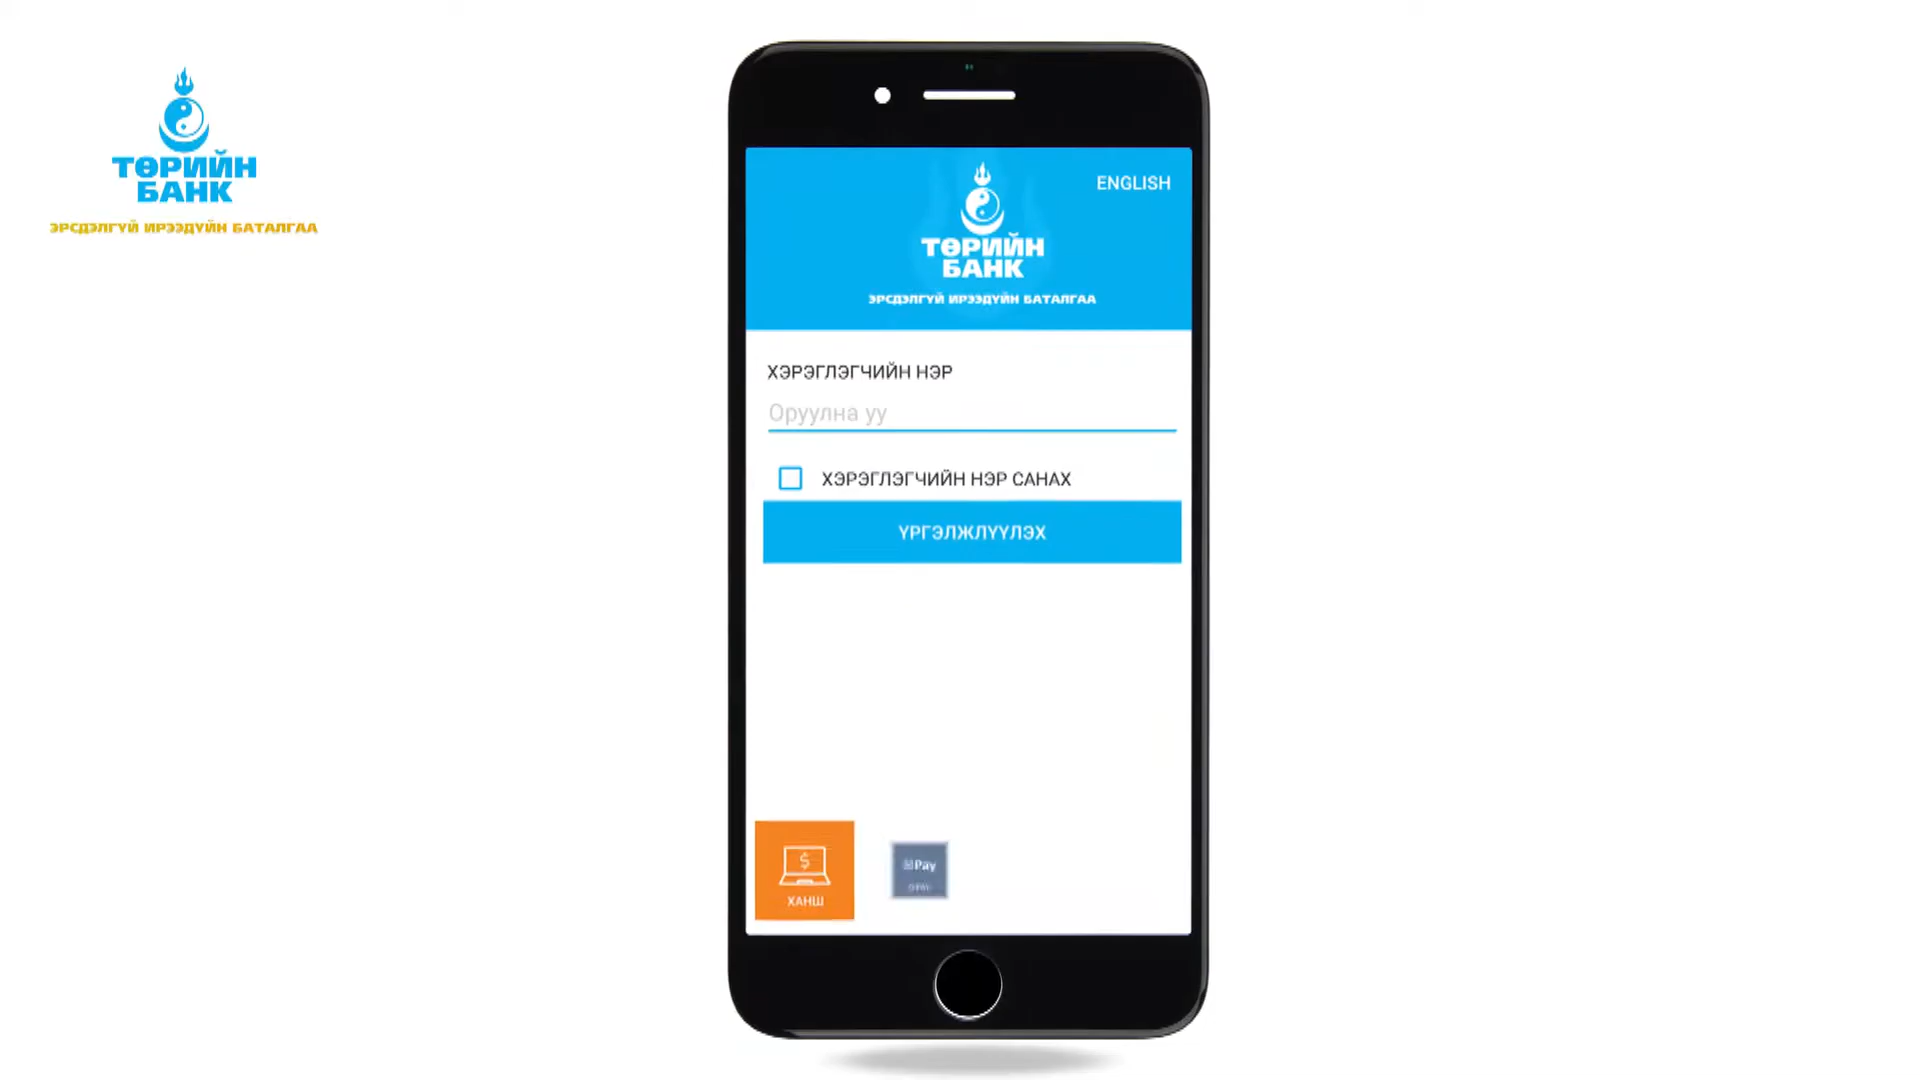 ТӨРИЙН
БАНК
ЭРСДЭЛГҮЙ ИРЭЭДҮЙН БАТАЛГАА
ENGLISH
ТӨРИЙН
БАНК
ЭРСДЭЛГҮЙ ИРЭЭДҮЙН БАТАЛГАА
ХЭРЭГЛЭГЧИЙН НЭР
Оруулна уу
ХЭРЭГЛЭГЧИЙН НЭР САНАХ
ҮРГЭЛЖЛҮҮЛЭХ
$
ХАНШ
Pay